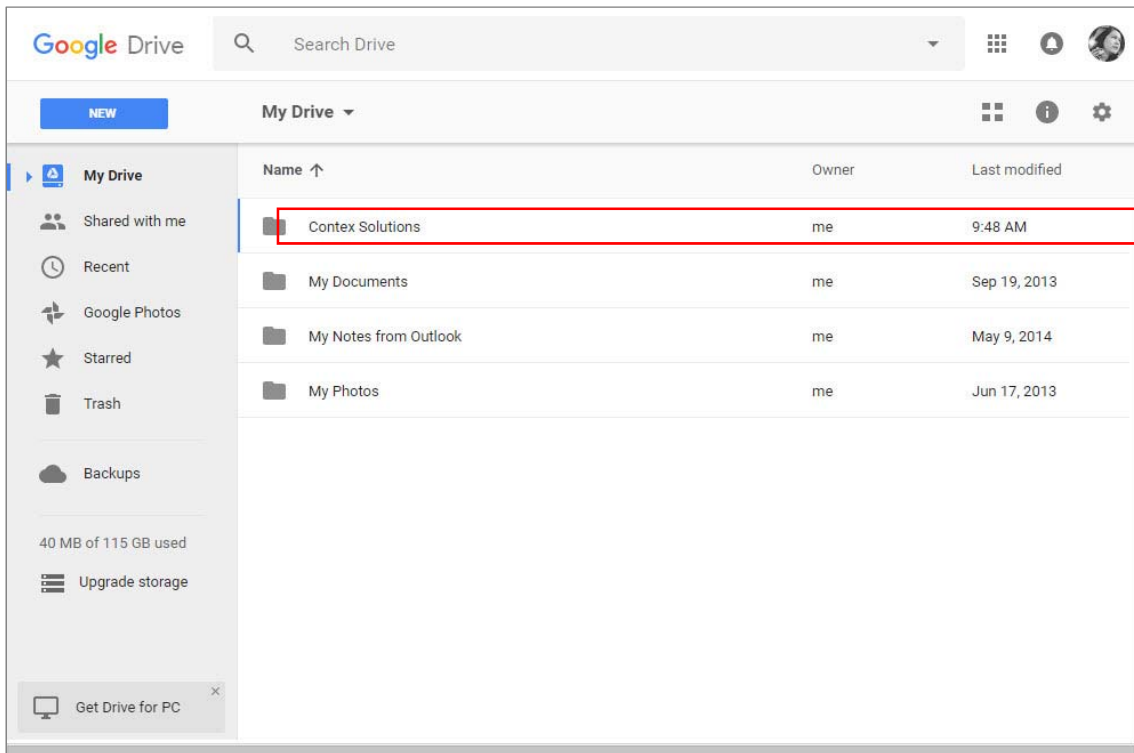 Google Drive
Search Drive
NEW
My Drive
My Drive
Shared with me
Recent
Google Photos
Starred
Trash
Backups
40 MB of 115 GB used
Upgrade storage
Get Drive for PC
Name Owner Last modified
Contex Solutions me 9:48 AM
My Documents me Sep 19, 2013
My Notes from Outlook me May 9, 2014
My Photos me Jun 17, 2013